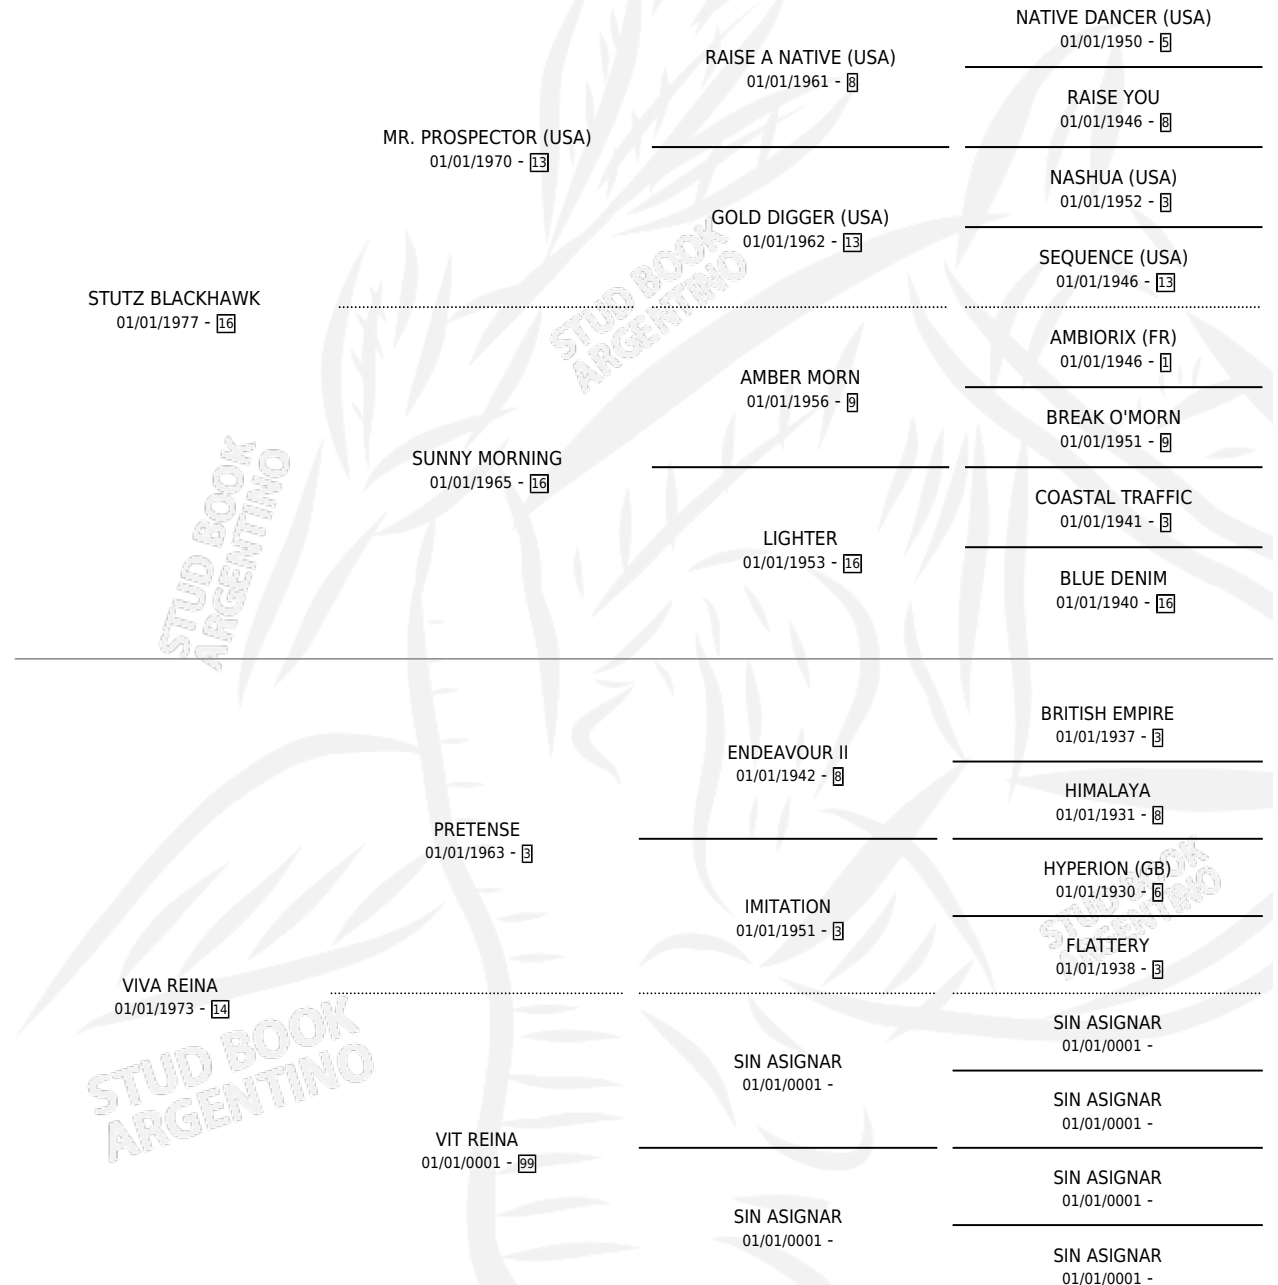 NATIVE DANCER (USA)
01/01/1950 - 5
RAISE A NATIVE (USA)
01/01/1961 - 8
RAISE YOU
01/01/1946 - 8
MR. PROSPECTOR (USA)
01/01/1970 - 13
NASHUA (USA)
01/01/1952 - 3
GOLD DIGGER (USA)
01/01/1962 - 13
SEQUENCE (USA)
01/01/1946 - 13
STUTZ BLACKHAWK
01/01/1977 - 16
AMBIORIX (FR)
01/01/1946 - 1
AMBER MORN
01/01/1956 - 9
BREAK O'MORN
01/01/1951 - 9
SUNNY MORNING
01/01/1965 - 16
COASTAL TRAFFIC
01/01/1941 - 3
LIGHTER
01/01/1953 - 16
BLUE DENIM
01/01/1940 - 16
BRITISH EMPIRE
01/01/1937 - 3
ENDEAVOUR II
01/01/1942 - 8
HIMALAYA
01/01/1931 - 8
PRETENSE
01/01/1963 - 3
HYPERION (GB)
01/01/1930 - 6
IMITATION
01/01/1951 - 3
FLATTERY
01/01/1938 - 3
VIVA REINA
01/01/1973 - 14
SIN ASIGNAR
01/01/0001 -
SIN ASIGNAR
01/01/0001 -
SIN ASIGNAR
01/01/0001 -
VIT REINA
01/01/0001 - 99
SIN ASIGNAR
01/01/0001 -
SIN ASIGNAR
01/01/0001 -
SIN ASIGNAR
01/01/0001 -
STUD BOOK
ARGENTINO
STUD BOOK
ARGENTINO
STUD BOOK
ARGENTINO
STUD BOOK
ARGENTINO